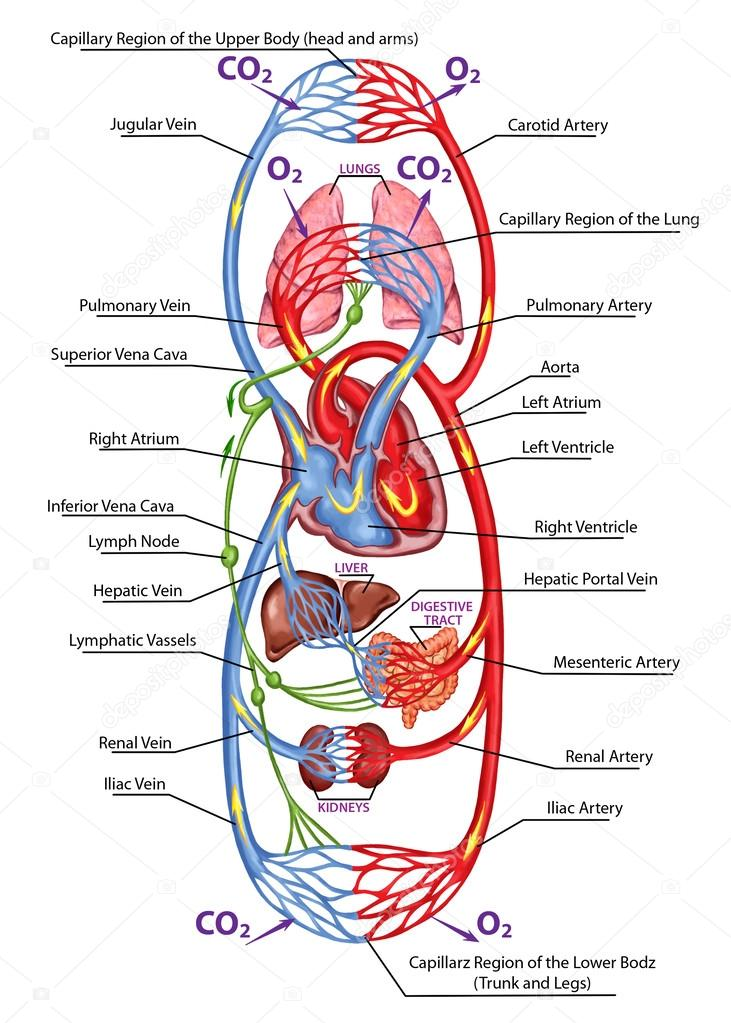 Capillary Region of the Upper Body (head and arms)
CO2
O2
Jugular Vein
Carotid Artery
O2
LUNGS
CO2
Capillary Region of the Lung
Pulmonary Vein
Pulmonary Artery
Superior Vena Cava
Aorta
Left Atrium
Right Atrium
Left Ventricle
Inferior Vena Cava
Right Ventricle
Lymph Node
LIVER
Hepatic Portal Vein
Hepatic Vein
DIGESTIVE
TRACT
Lymphatic Vessels
Mesenteric Artery
Renal Vein
Renal Artery
Iliac Vein
KIDNEYS
Iliac Artery
CO2
O2
Capillarz Region of the Lower Bodz
(Trunk and Legs)
depositphotos